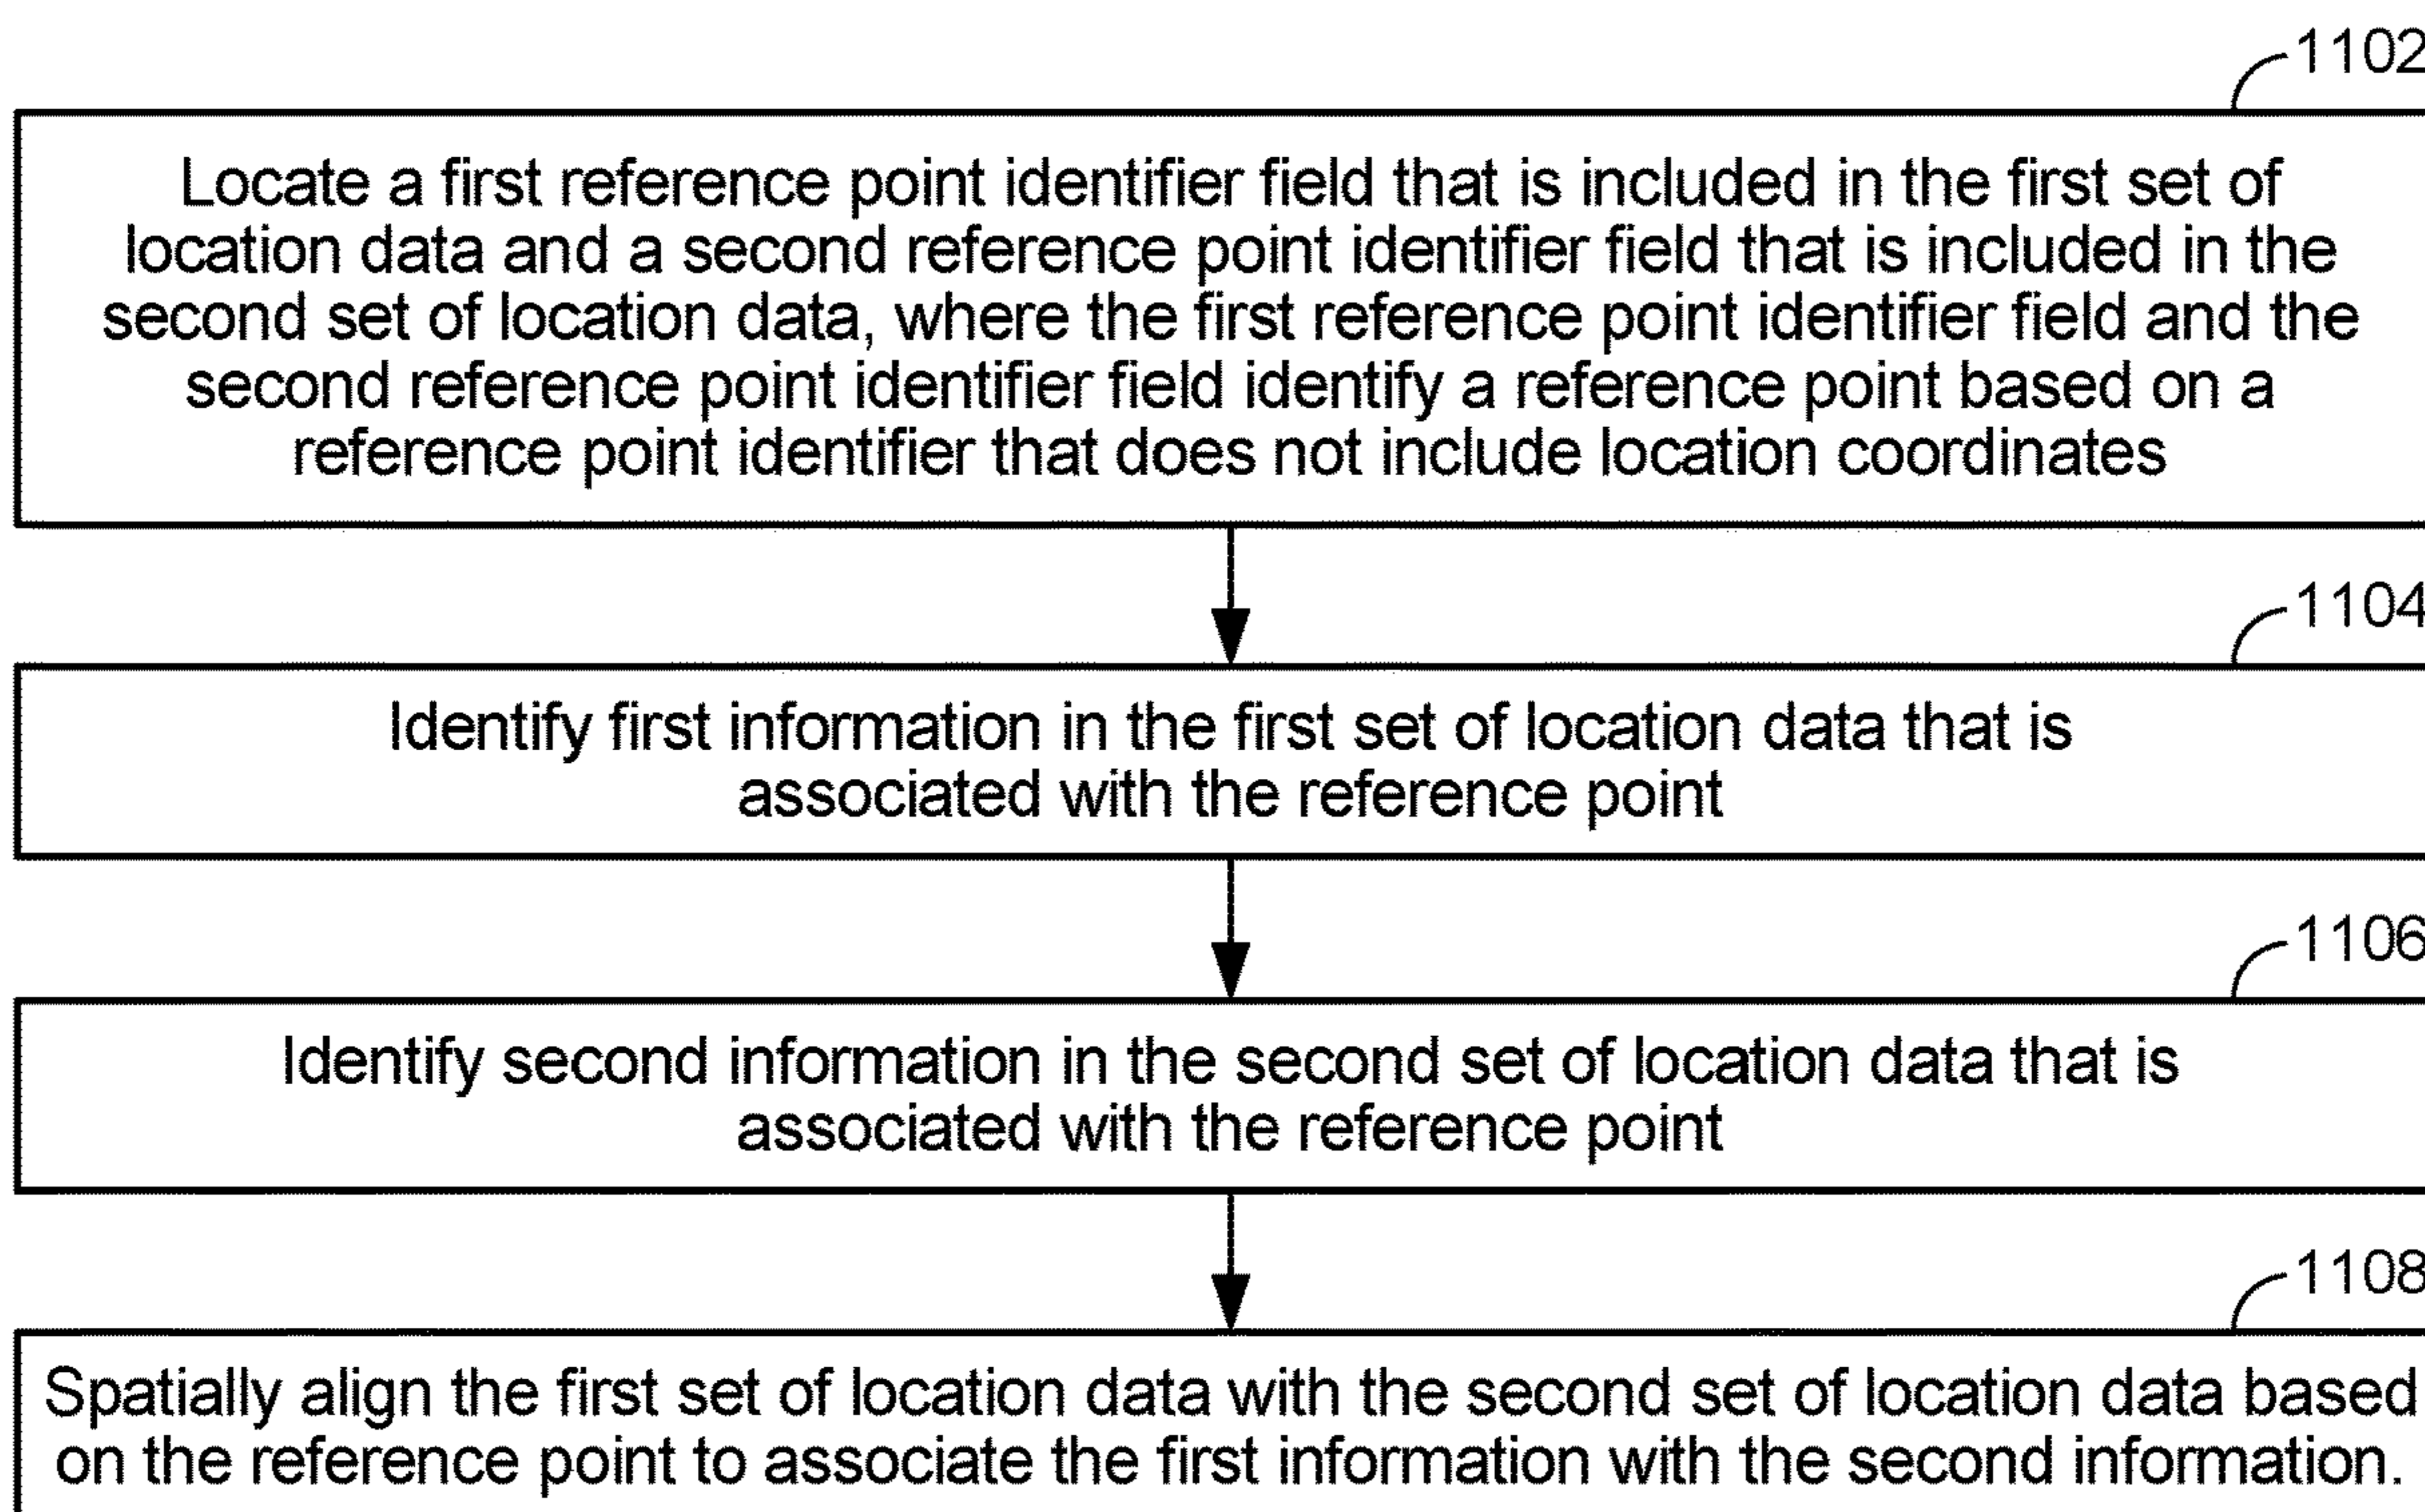 1102
Locate a first reference point identifier field that is included in the first set of
location data and a second reference point identifier field that is included in the
second set of location data, where the first reference point identifier field and the
second reference point identifier field identify a reference point based on a
reference point identifier that does not include location coordinates
1104
Identify first information in the first set of location data that is
associated with the reference point
1106
Identify second information in the second set of location data that is
associated with the reference point
1108
Spatially align the first set of location data with the second set of location data based
on the reference point to associate the first information with the second information.